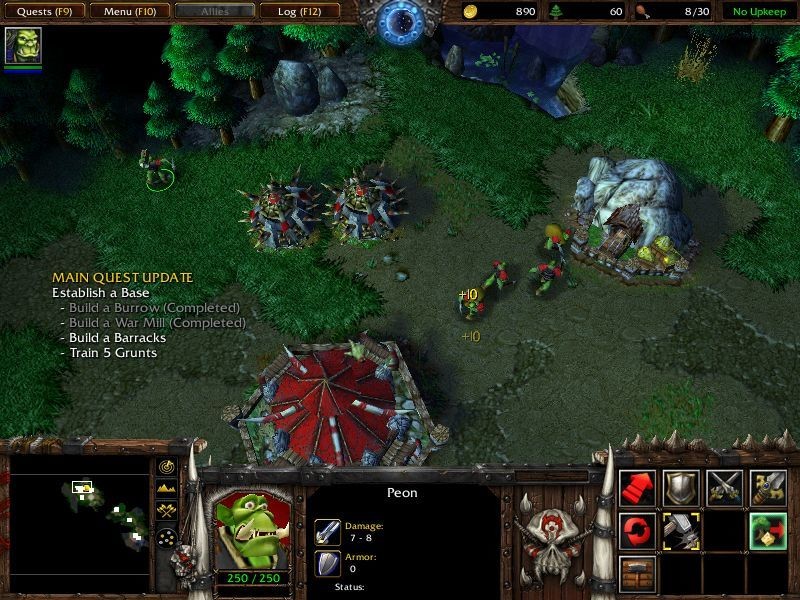 Quests (F9) Menu (F10) Allies Log (F12) 890 60 8/30 No Upkeep
MAIN QUEST UPDATE
Establish a Base
- Build a Burrow (Completed)
- Build a War Mill (Completed)
- Build a Barracks
- Train 5 Grunts
+10
+10
Peon
Damage:
7 - 8
Armor:
0
Status:
250 / 250